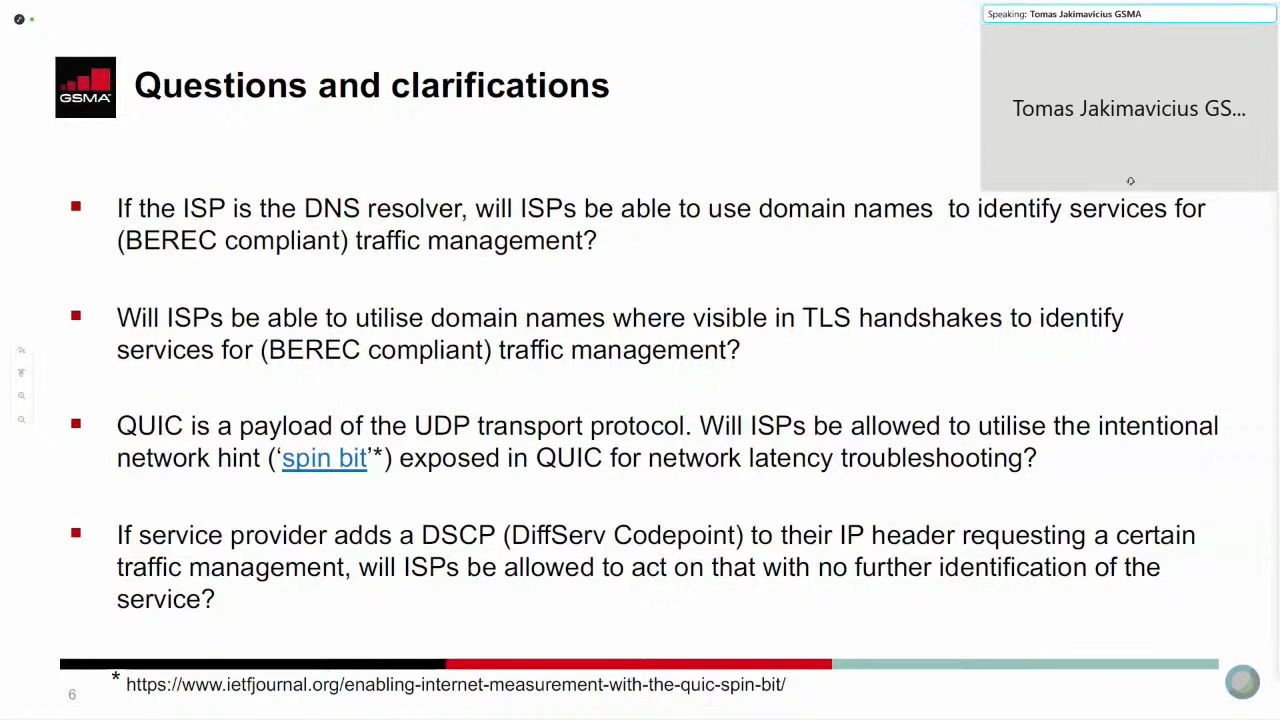 Speaking: Tomas Jakimavicius GSMA
Tomas Jakimavicius GS...
GSMA
Questions and clarifications
If the ISP is the DNS resolver, will ISPs be able to use domain names to identify services for
(BEREC compliant) traffic management?
Will ISPs be able to utilise domain names where visible in TLS handshakes to identify
services for (BEREC compliant) traffic management?
QUIC is a payload of the UDP transport protocol. Will ISPs be allowed to utilise the intentional
network hint (‘spin bit’*) exposed in QUIC for network latency troubleshooting?
If service provider adds a DSCP (DiffServ Codepoint) to their IP header requesting a certain
traffic management, will ISPs be allowed to act on that with no further identification of the
service?
* https://www.ietfjournal.org/enabling-internet-measurement-with-the-quic-spin-bit/
6